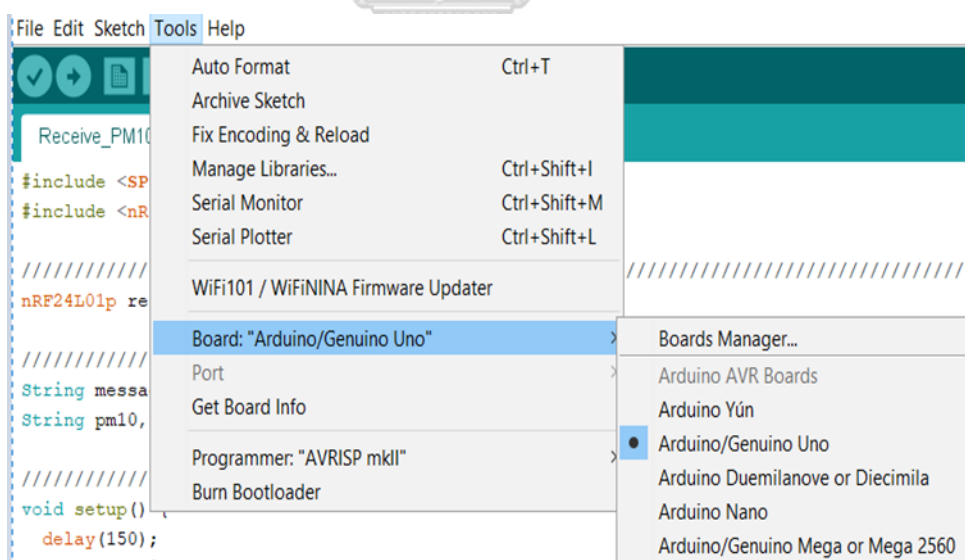 File Edit Sketch Tools Help
Auto Format Ctrl+T
Archive Sketch
Receive_PM10
Fix Encoding & Reload
#include <SP
Manage Libraries... Ctrl+Shift+I
#include <nR
Serial Monitor Ctrl+Shift+M
Serial Plotter Ctrl+Shift+L
//////////// /////////////////////////////////
nRF24L01p re
WiFi101 / WiFiNINA Firmware Updater
Board: "Arduino/Genuino Uno"
Boards Manager...
////////////
Port
Arduino AVR Boards
String messa
Get Board Info
Arduino Yún
String pm10,
Arduino/Genuino Uno
Programmer: "AVRISP mkII"
////////////
Arduino Duemilanove or Diecimila
Burn Bootloader
void setup() {
Arduino Nano
delay(150);
Arduino/Genuino Mega or Mega 2560